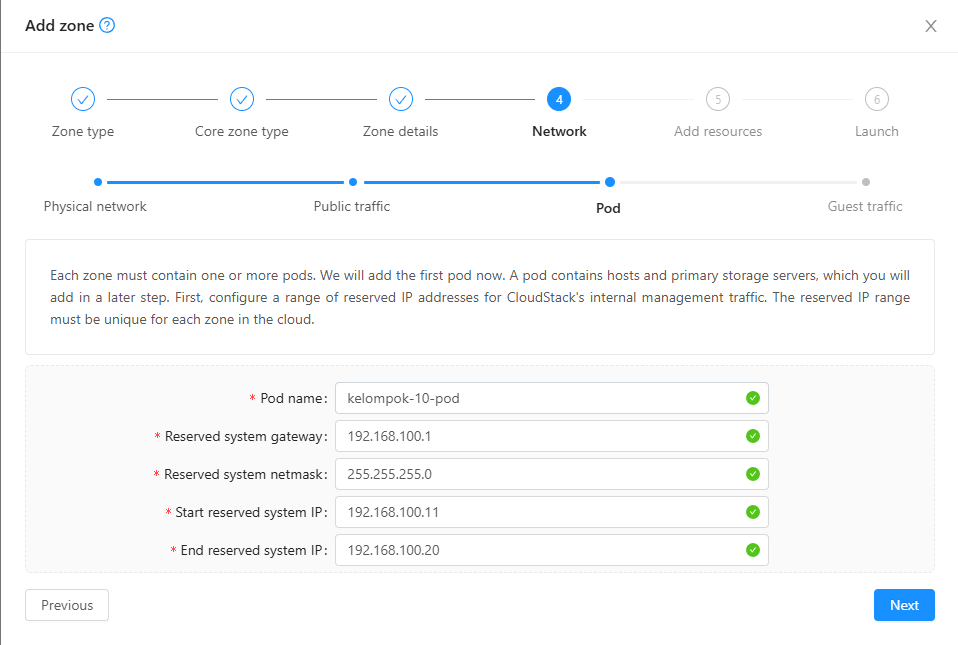 Add zone ?
Zone type
Core zone type
Zone details
4
Network
5
Add resources
6
Launch
Physical network
Public traffic
Pod
Guest traffic
Each zone must contain one or more pods. We will add the first pod now. A pod contains hosts and primary storage servers, which you will
add in a later step. First, configure a range of reserved IP addresses for CloudStack's internal management traffic. The reserved IP range
must be unique for each zone in the cloud.
* Pod name: kelompok-10-pod
* Reserved system gateway: 192.168.100.1
* Reserved system netmask: 255.255.255.0
* Start reserved system IP: 192.168.100.11
* End reserved system IP: 192.168.100.20
Previous
Next